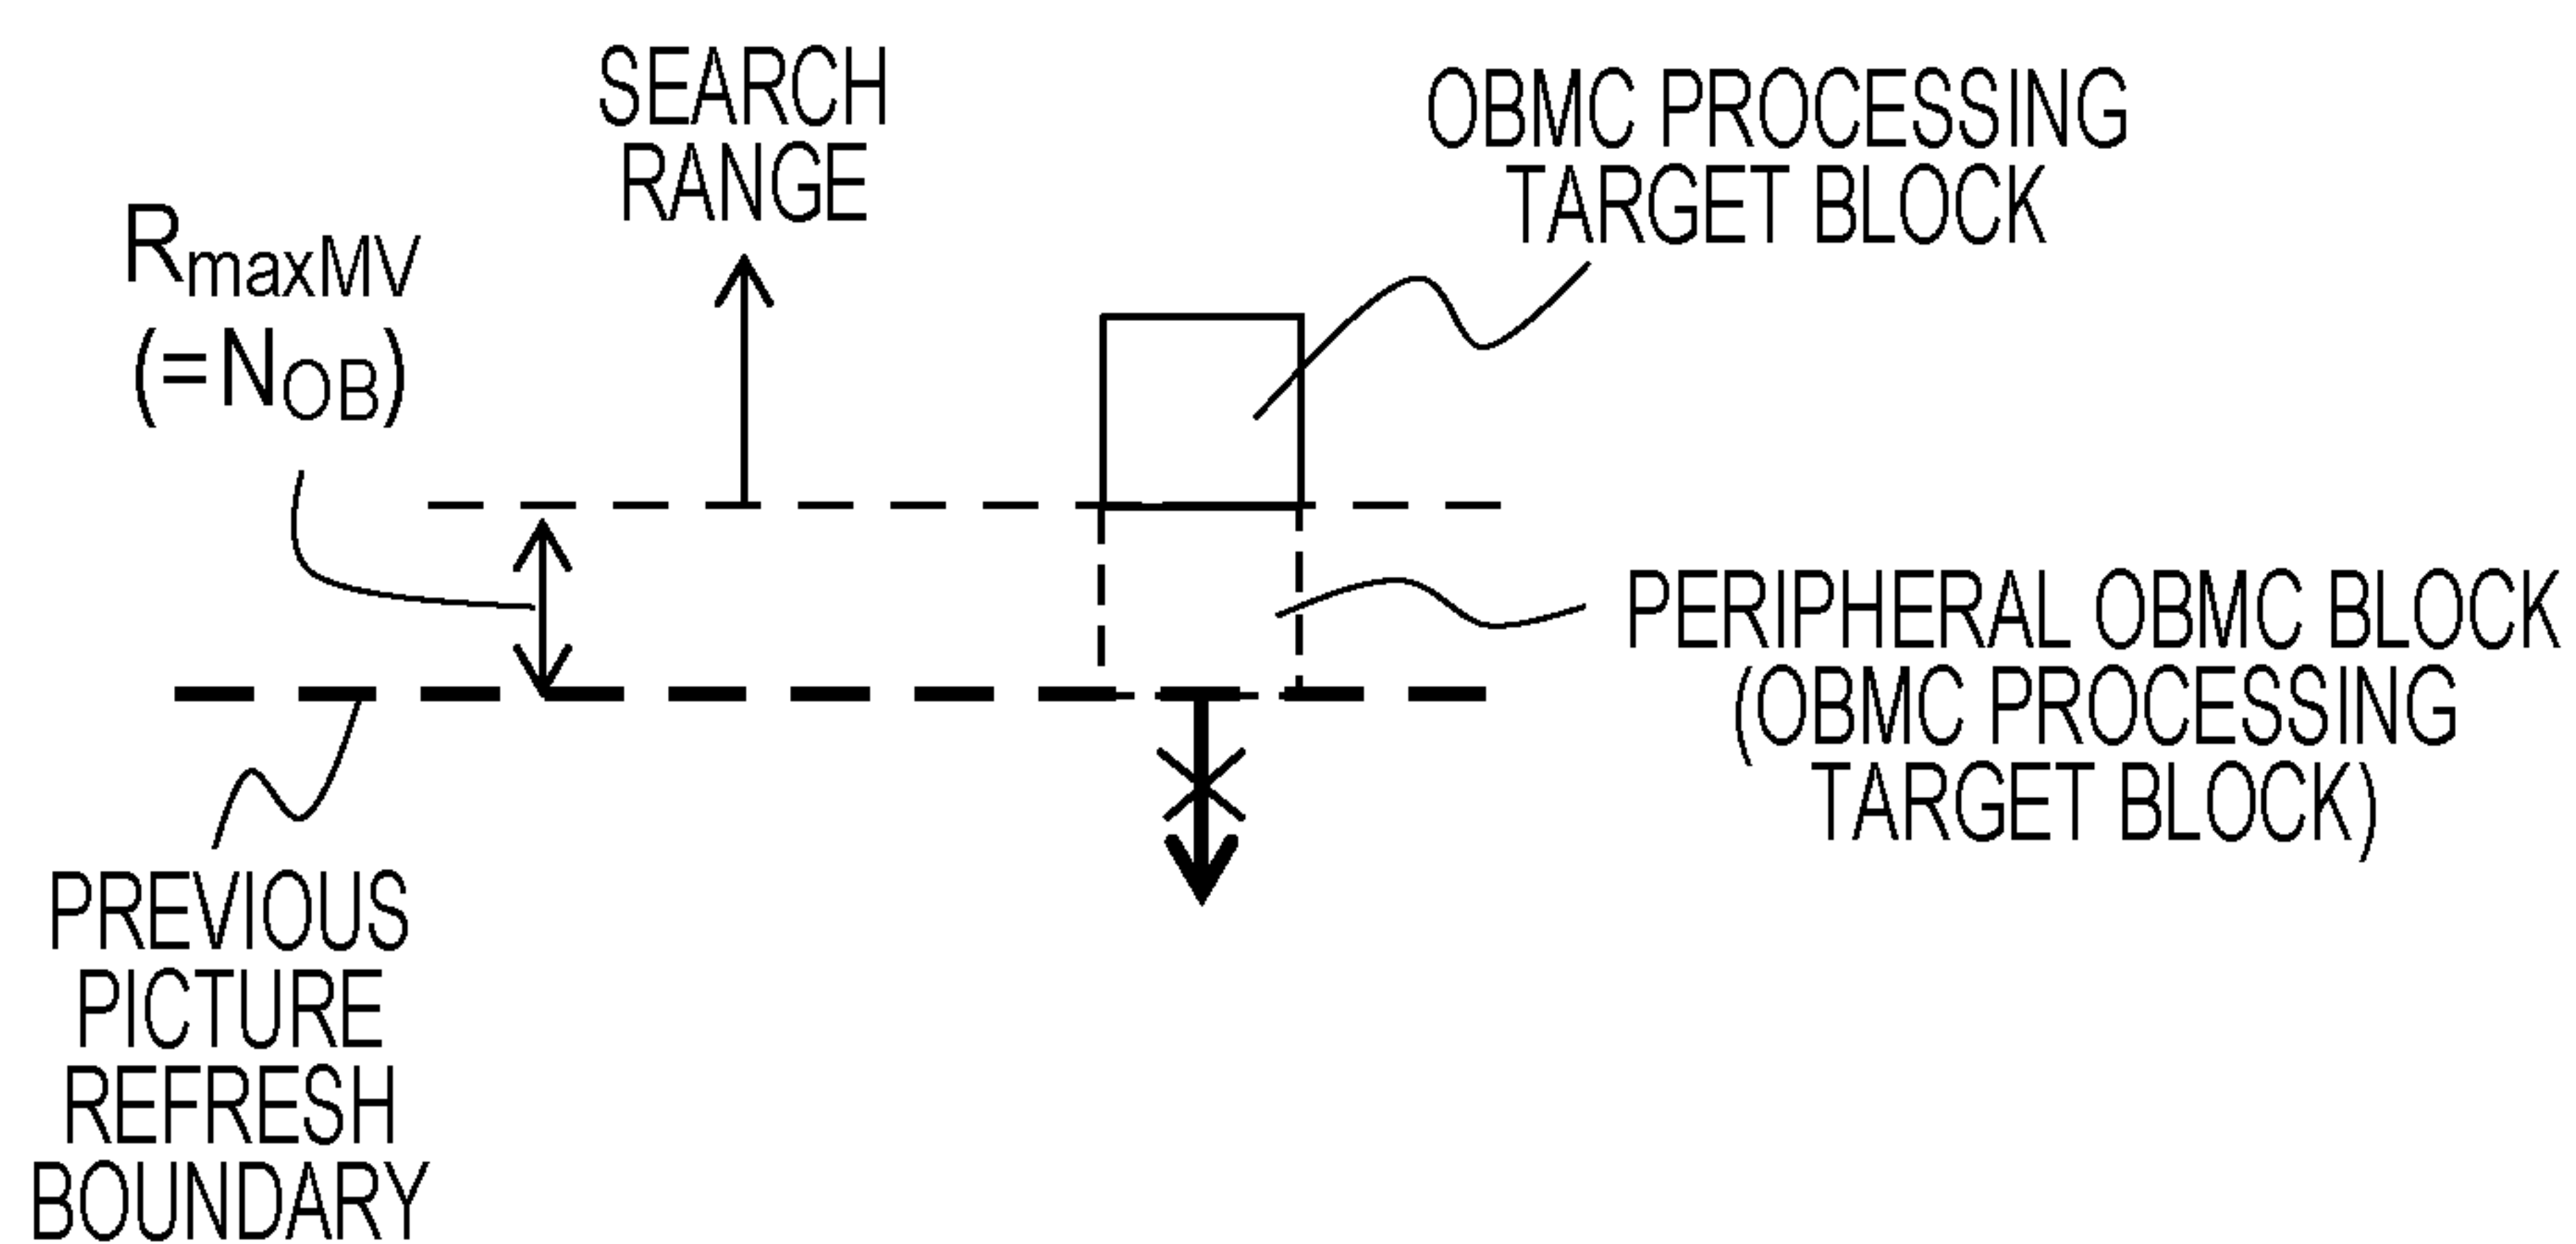 SEARCH
RANGE
OBMC PROCESSING
TARGET BLOCK
RmaxMV
(=NOB)
PERIPHERAL OBMC BLOCK
(OBMC PROCESSING
TARGET BLOCK)
PREVIOUS
PICTURE
REFRESH
BOUNDARY